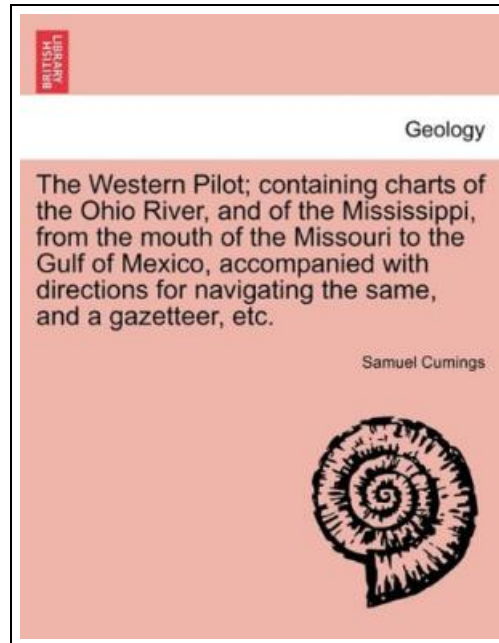 BRITISH
LIBRARY
Geology
The Western Pilot; containing charts of
the Ohio River, and of the Mississippi,
from the mouth of the Missouri to the
Gulf of Mexico, accompanied with
directions for navigating the same,
and a gazetteer, etc.
Samuel Cumings